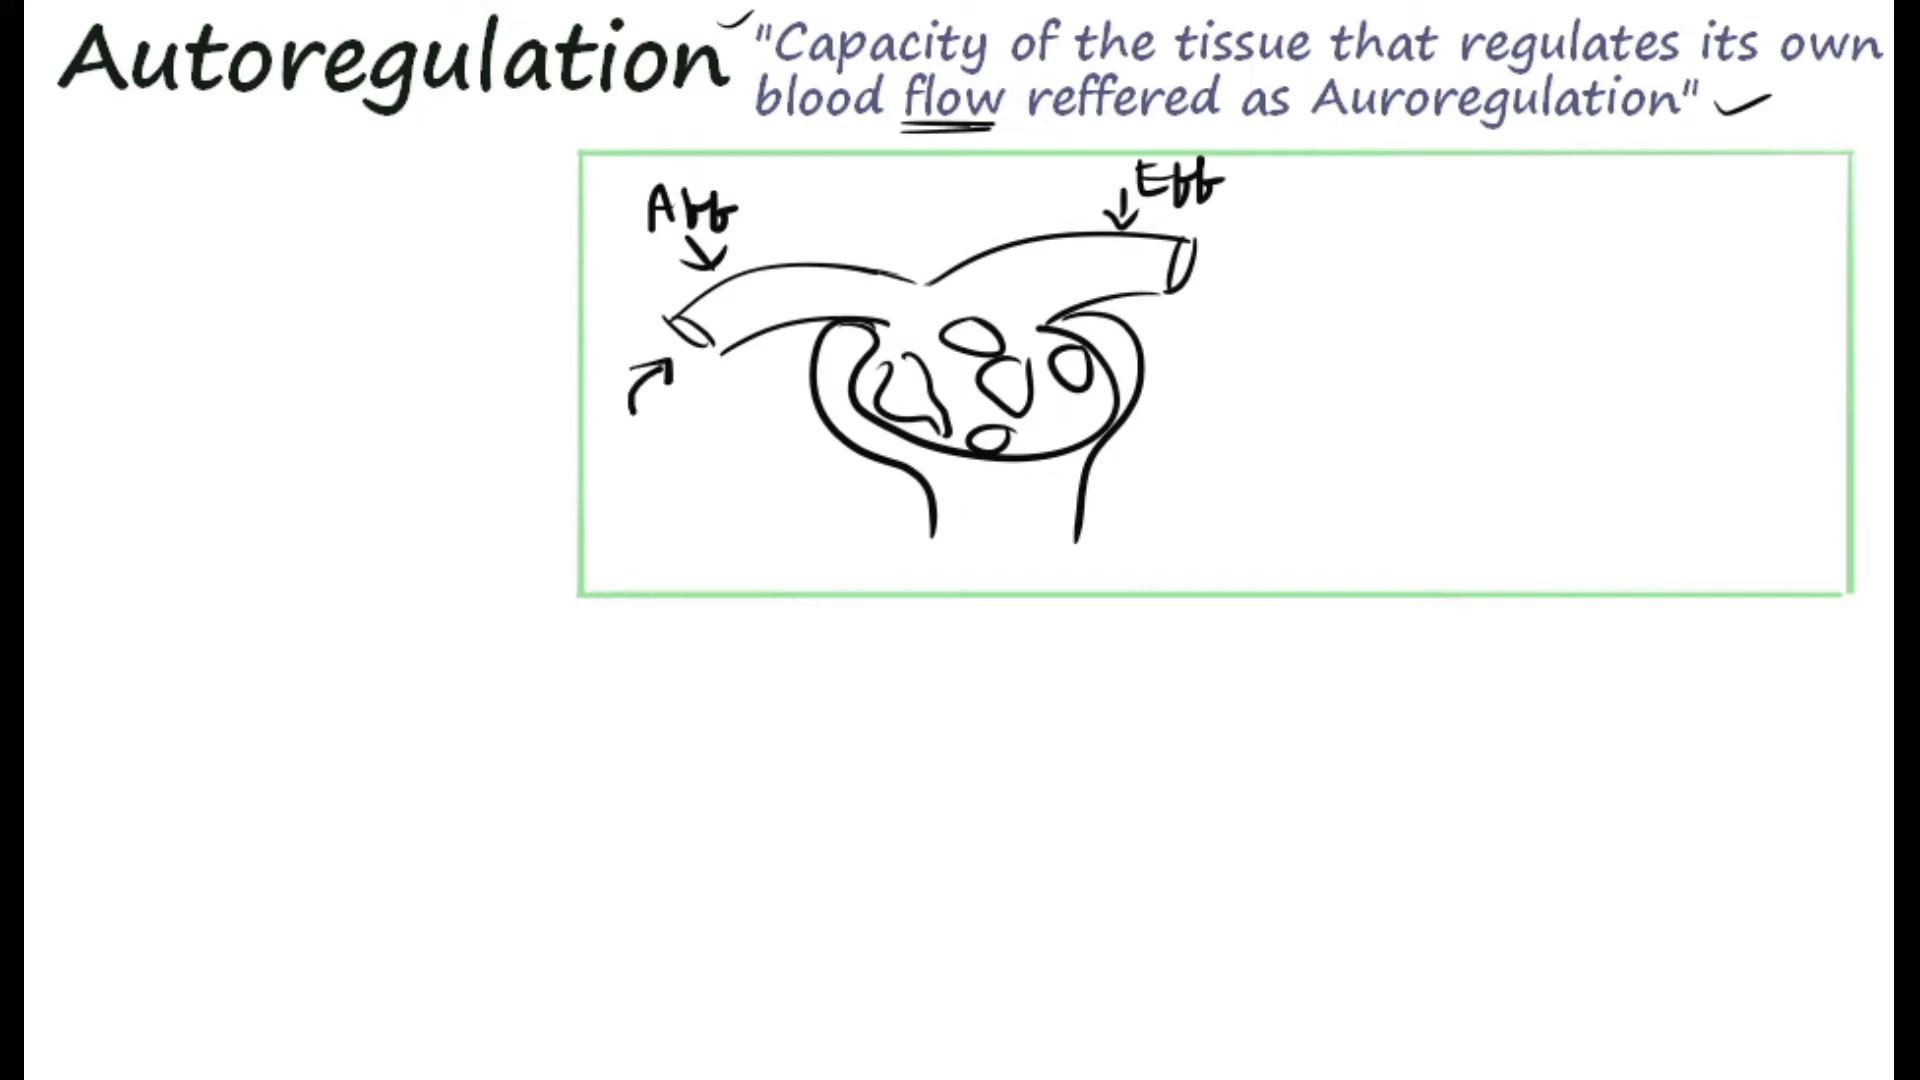 Autoregulation
"Capacity of the tissue that regulates its own
blood flow reffered as Auroregulation"
Aff
Eff